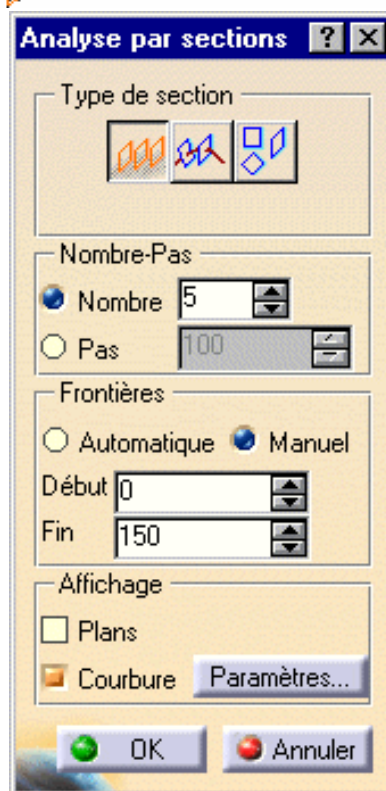 Analyse par sections ? X
Type de section
Nombre-Pas
Nombre 5
Pas 100
Frontières
Automatique Manuel
Début 0
Fin 150
Affichage
Plans
Courbure Paramètres...
OK Annuler